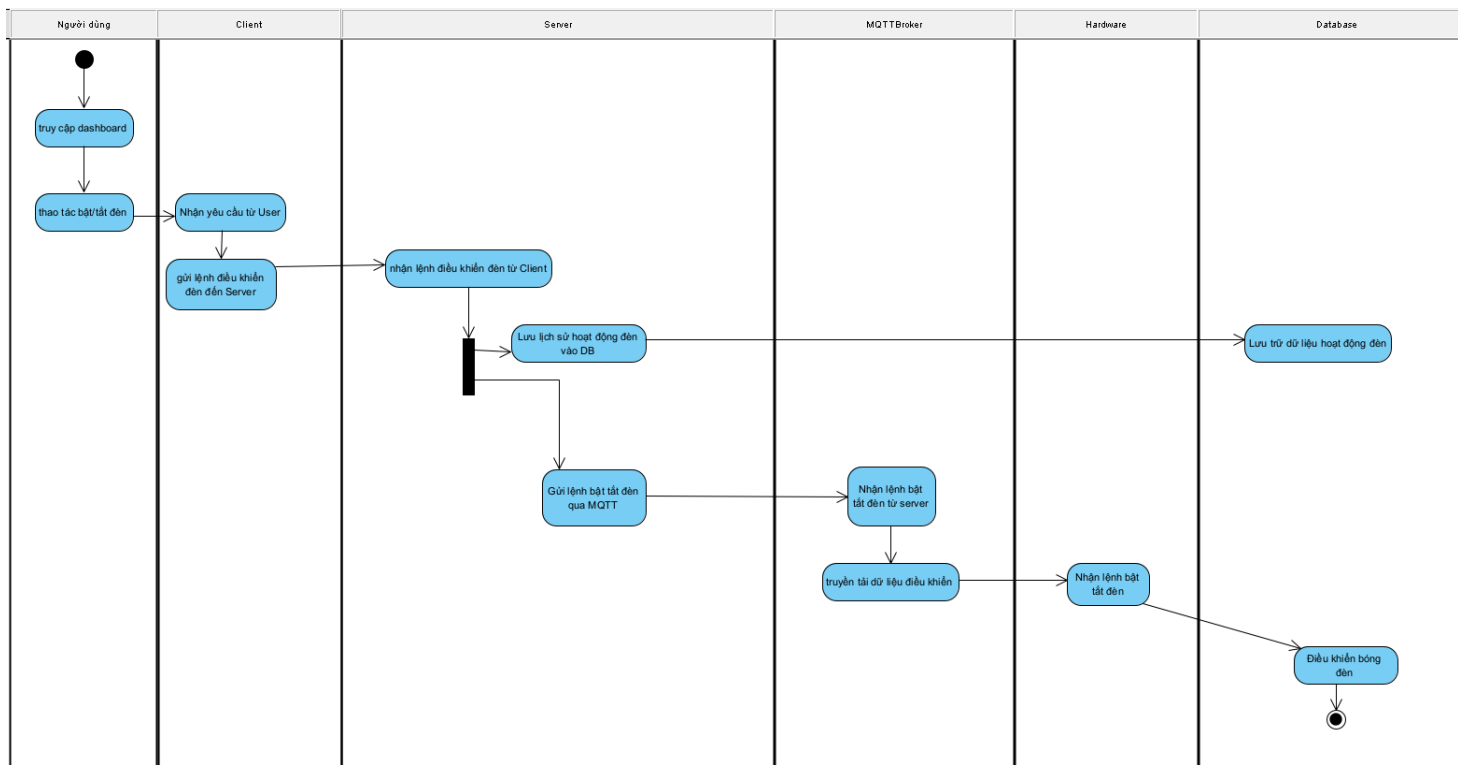 Người dùng
Client
Server
MQTTBroker
Hardware
Database
truy cập dashboard
thao tác bật/tắt đèn
Nhận yêu cầu từ User
gửi lệnh điều khiển
đèn đến Server
nhận lệnh điều khiển đèn từ Client
Lưu lịch sử hoạt động đèn
vào DB
Lưu trữ dữ liệu hoạt động đèn
Gửi lệnh bật tắt đèn
qua MQTT
Nhận lệnh bật
tắt đèn từ server
truyền tải dữ liệu điều khiển
Nhận lệnh bật
tắt đèn
Điều khiển bóng
đèn